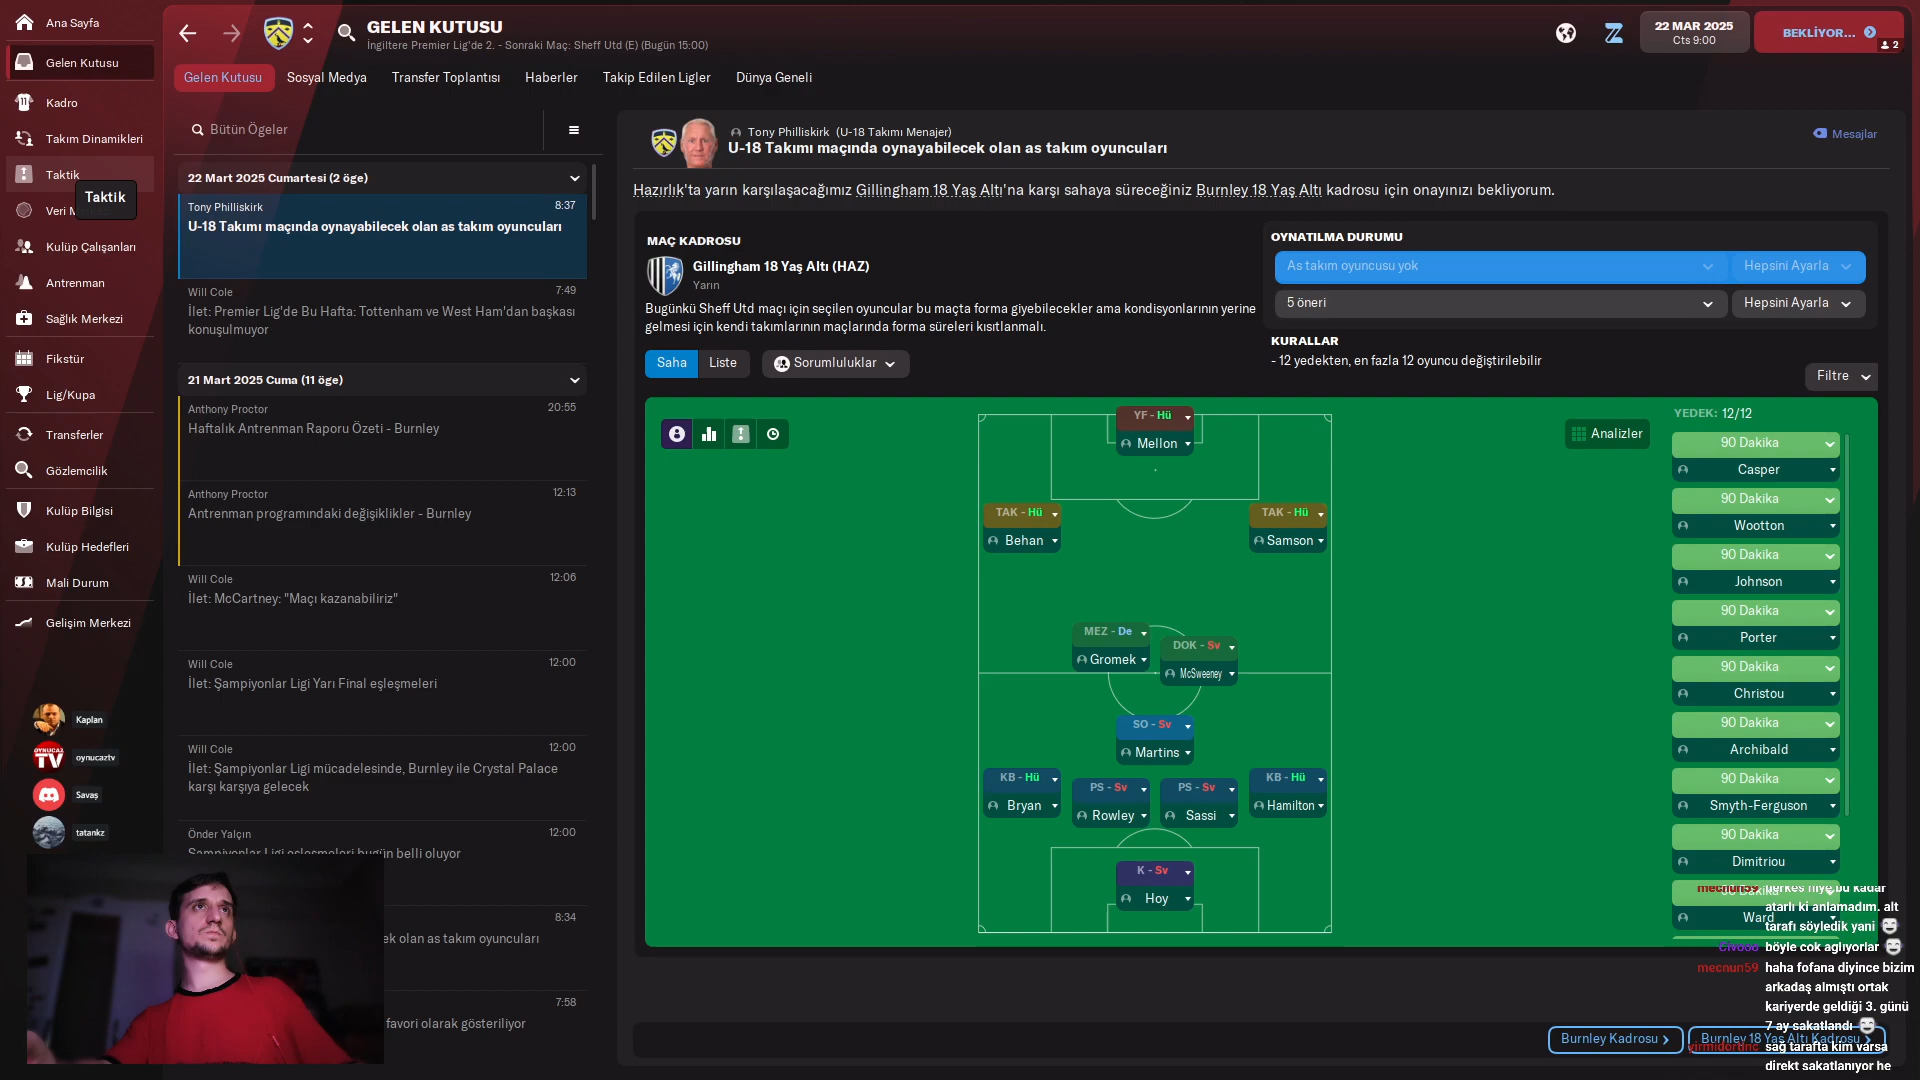 Ana Sayfa
Gelen Kutusu
Kadro
Takım Dinamikleri
Taktik
Taktik
Veri
Kulüp Çalışanları
Antrenman
Sağlık Merkezi
Fikstür
Lig/Kupa
Transferler
Gözlemcilik
Kulüp Bilgisi
Kulüp Hedefleri
Mali Durum
Gelişim Merkezi
Kaplan
oynucaztv
Savaş
tatankz
GELEN KUTUSU
İngiltere Premier Lig'de 2. - Sonraki Maç: Sheff Utd (E) (Bugün 15:00)
22 MAR 2025
Cts 9:00
BEKLİYOR...
2
Gelen Kutusu Sosyal Medya Transfer Toplantısı Haberler Takip Edilen Ligler Dünya Geneli
Bütün Ögeler
22 Mart 2025 Cumartesi (2 öge)
Tony Philliskirk 8:37
U-18 Takımı maçında oynayabilecek olan as takım oyuncuları
Will Cole 7:49
İlet: Premier Lig'de Bu Hafta: Tottenham ve West Ham'dan başkası
konuşulmuyor
21 Mart 2025 Cuma (11 öge)
Anthony Proctor 20:55
Haftalık Antrenman Raporu Özeti - Burnley
Anthony Proctor 12:13
Antrenman programındaki değişiklikler - Burnley
Will Cole 12:06
İlet: McCartney: "Maçı kazanabiliriz"
Will Cole 12:00
İlet: Şampiyonlar Ligi Yarı Final eşleşmeleri
Will Cole 12:00
İlet: Şampiyonlar Ligi mücadelesinde, Burnley ile Crystal Palace
karşı karşıya gelecek
Önder Yalçın 12:00
Şampiyonlar Ligi eşleşmeleri bugün belli oluyor
8:34
ek olan as takım oyuncuları
7:58
favori olarak gösteriliyor
Tony Philliskirk (U-18 Takımı Menajer)
U-18 Takımı maçında oynayabilecek olan as takım oyuncuları
Mesajlar
Hazırlık'ta yarın karşılaşacağımız Gillingham 18 Yaş Altı'na karşı sahaya süreceğiniz Burnley 18 Yaş Altı kadrosu için onayınızı bekliyorum.
MAÇ KADROSU
Gillingham 18 Yaş Altı (HAZ)
Yarın
Bugünkü Sheff Utd maçı için seçilen oyuncular bu maçta forma giyebilecekler ama kondisyonlarının yerine
gelmesi için kendi takımlarının maçlarında forma süreleri kısıtlanmalı.
OYNATILMA DURUMU
As takım oyuncusu yok Hepsini Ayarla
5 öneri Hepsini Ayarla
KURALLAR
- 12 yedekten, en fazla 12 oyuncu değiştirilebilir
Saha Liste Sorumluluklar
Filtre
Analizler
YF - Hü
Mellon
TAK - Hü
Behan
TAK - Hü
Samson
MEZ - De
Gromek
DOK - Sv
McSweeney
SO - Sv
Martins
KB - Hü
Bryan
PS - Sv
Rowley
PS - Sv
Sassi
KB - Hü
Hamilton
K - Sv
Hoy
YEDEK: 12/12
90 Dakika
Casper
90 Dakika
Wootton
90 Dakika
Johnson
90 Dakika
Porter
90 Dakika
Christou
90 Dakika
Archibald
90 Dakika
Smyth-Ferguson
90 Dakika
Dimitriou
90 Dakika
Ward
mecnun59 berkes niye bu kadar
atarlı ki anlamadım. alt
tarafı söyledik yani
böyle cok aglıyorlar
mecnun59 haha fofana diyince bizim
arkadaş almıştı ortak
kariyerde geldiği 3. günü
7 ay sakatlandı
sağ tarafta kim varsa
direkt sakatlanıyor he
Burnley Kadrosu
Burnley 18 Yaş Altı Kadrosu